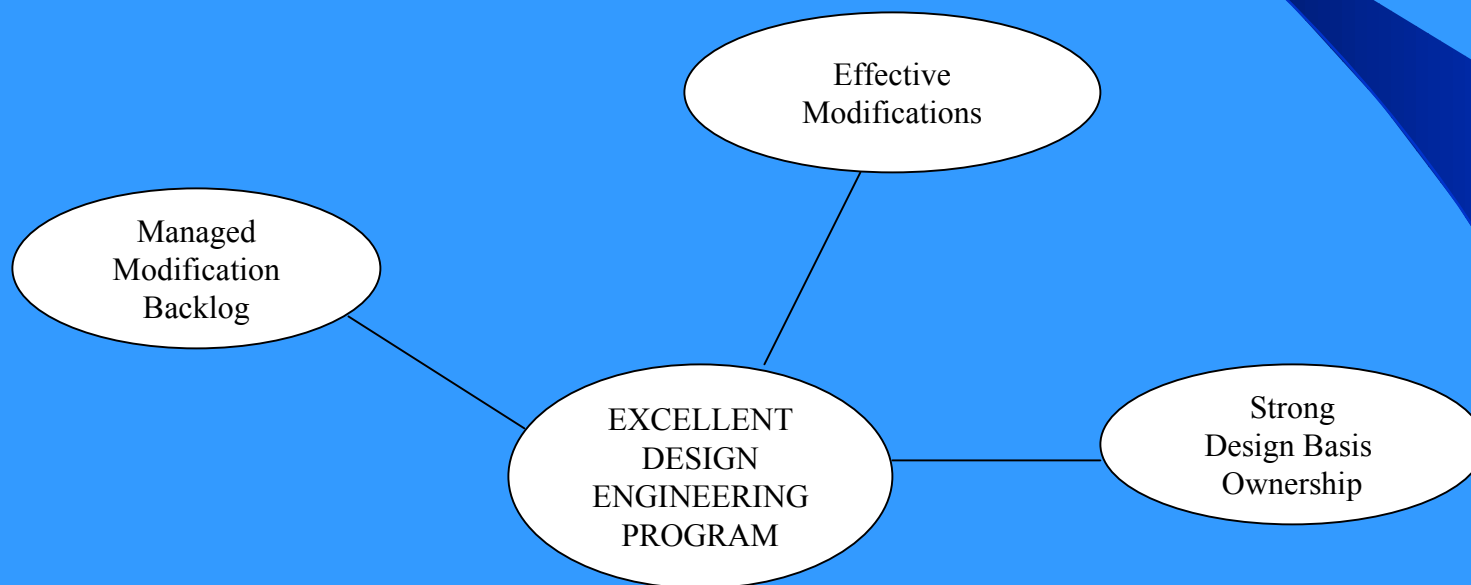 Effective
Modifications
Managed
Modification
Backlog
EXCELLENT
DESIGN
ENGINEERING
PROGRAM
Strong
Design Basis
Ownership